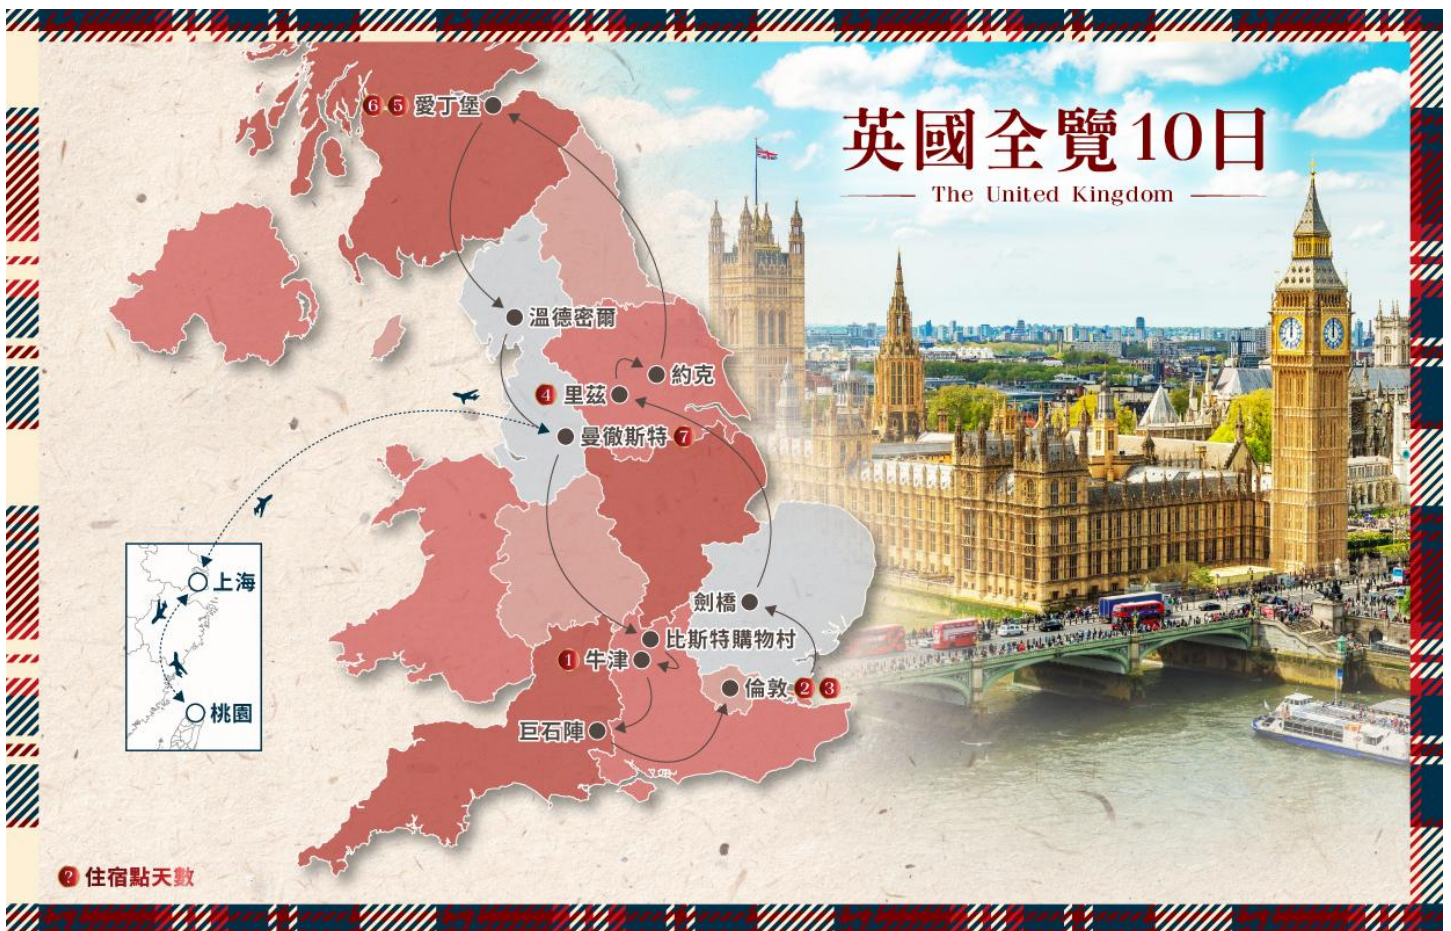 英國全覽10日
The United Kingdom
6 5 愛丁堡
溫德密爾
約克
4 里茲
曼徹斯特 7
上海
桃園
劍橋
比斯特購物村
1 牛津
倫敦 2 3
巨石陣
? 住宿點天數